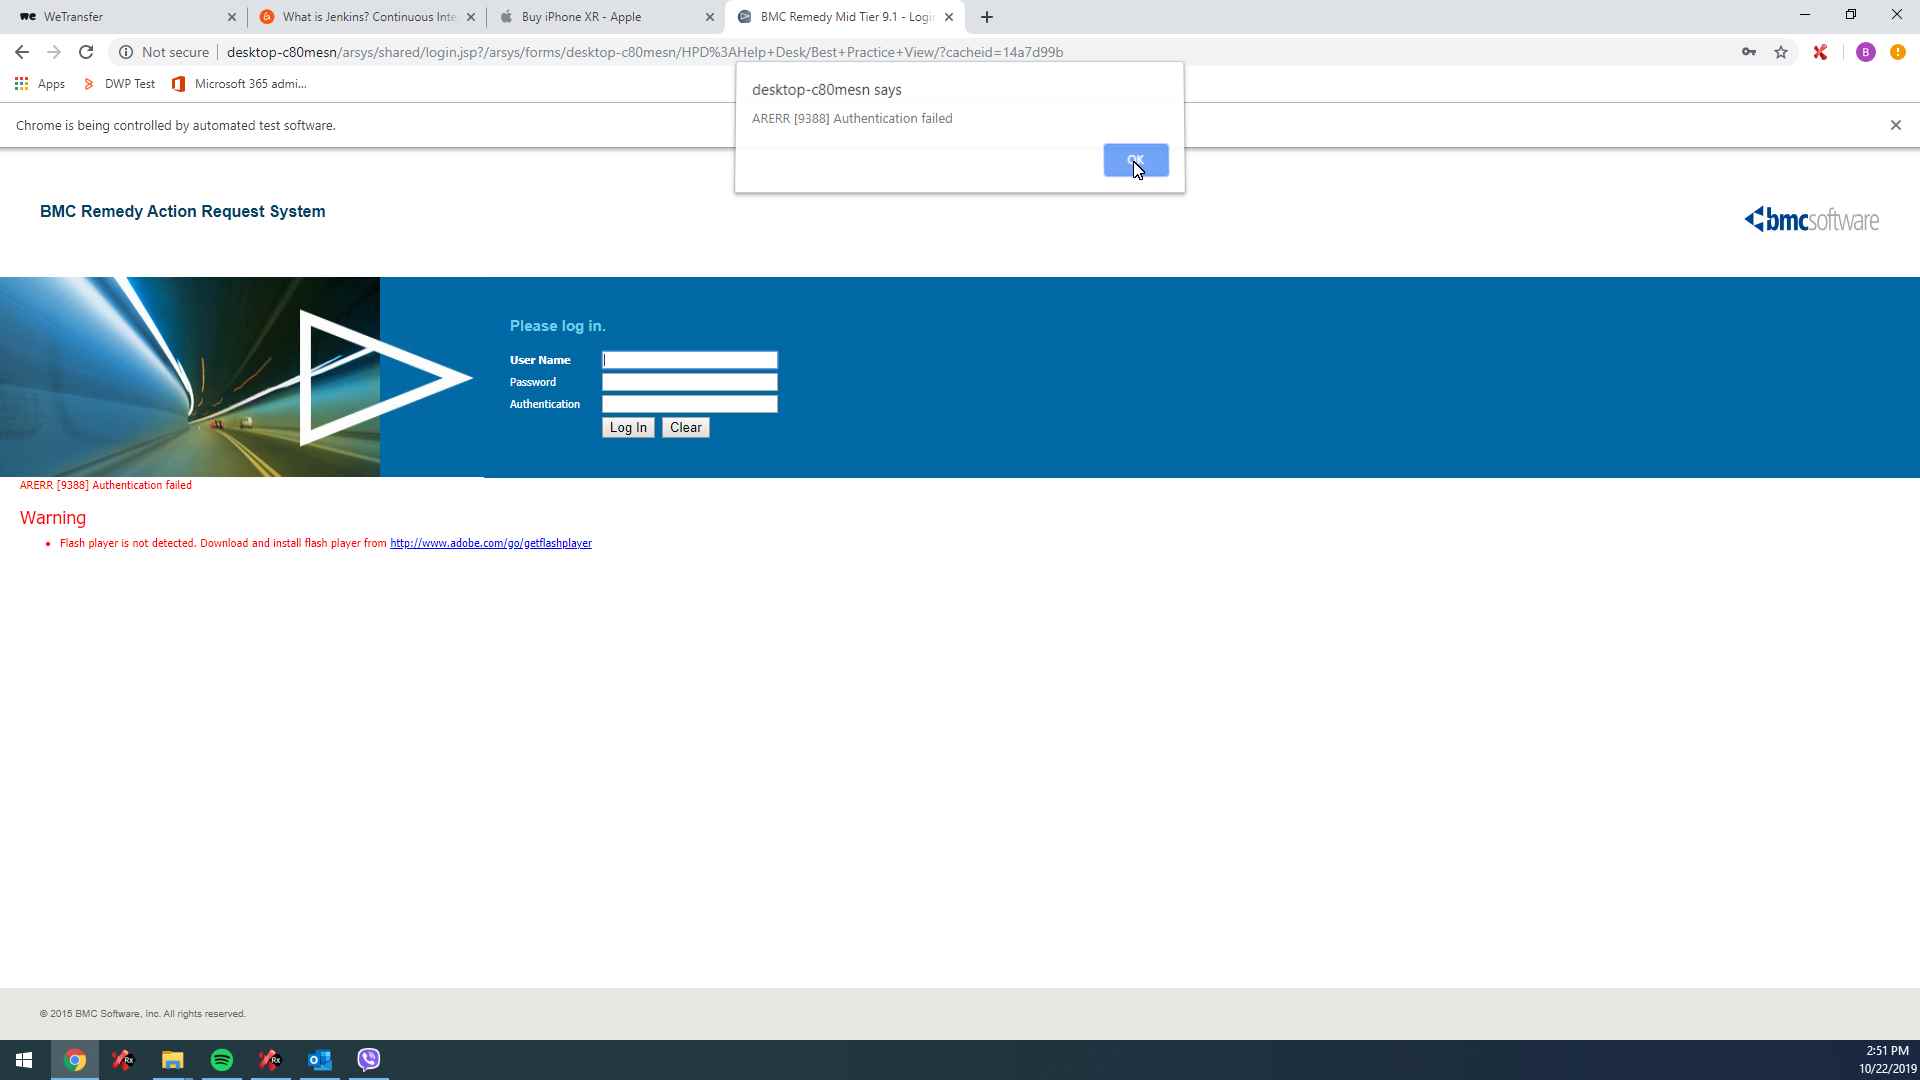 WeTransfer
What is Jenkins? Continuous Inte
Buy iPhone XR - Apple
BMC Remedy Mid Tier 9.1 - Logi
Not secure
desktop-c80mesn/arsys/shared/login.jsp?/arsys/forms/desktop-c80mesn/HPD%3AHelp+Desk/Best+Practice+View/?cacheid=14a7d99b
B
Apps
DWP Test
Microsoft 365 admi...
desktop-c80mesn says
ARERR [9388] Authentication failed
OK
Chrome is being controlled by automated test software.
BMC Remedy Action Request System
bmcsoftware
Please log in.
User Name
Password
Authentication
Log In
Clear
ARERR [9388] Authentication failed
Warning
Flash player is not detected. Download and install flash player from http://www.adobe.com/go/getflashplayer
© 2015 BMC Software, Inc. All rights reserved.
2:51 PM
10/22/2019